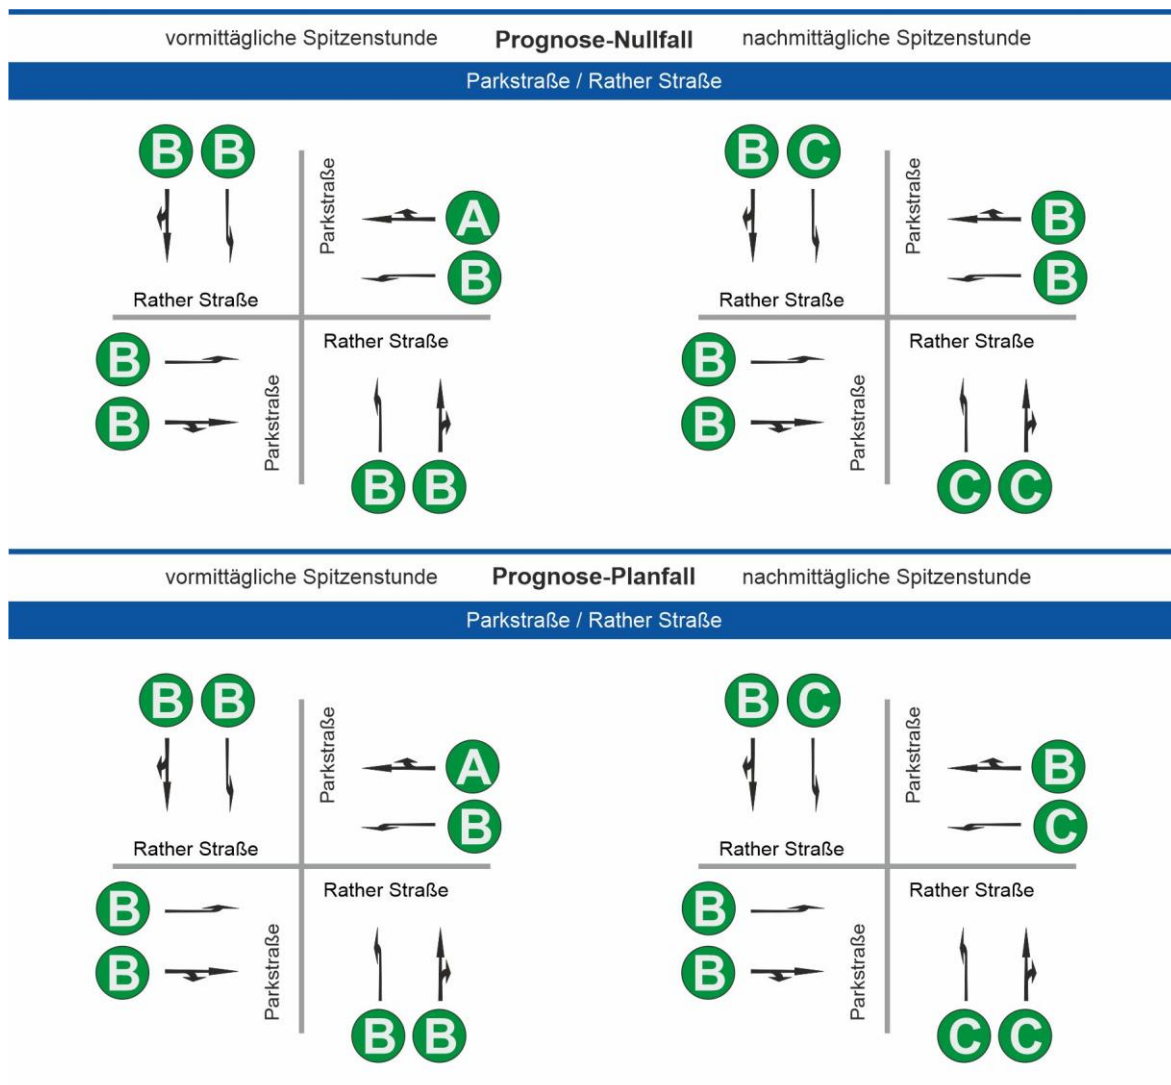 vormittägliche Spitzenstunde Prognose-Nullfall nachmittägliche Spitzenstunde
Parkstraße / Rather Straße
B B B C
Parkstraße Parkstraße
A B
B B
Rather Straße Rather Straße
Rather Straße Rather Straße
B B
B B
Parkstraße Parkstraße
B B C C
vormittägliche Spitzenstunde Prognose-Planfall nachmittägliche Spitzenstunde
Parkstraße / Rather Straße
B B B C
Parkstraße Parkstraße
A B
B C
Rather Straße Rather Straße
Rather Straße Rather Straße
B B
B B
Parkstraße Parkstraße
B B C C